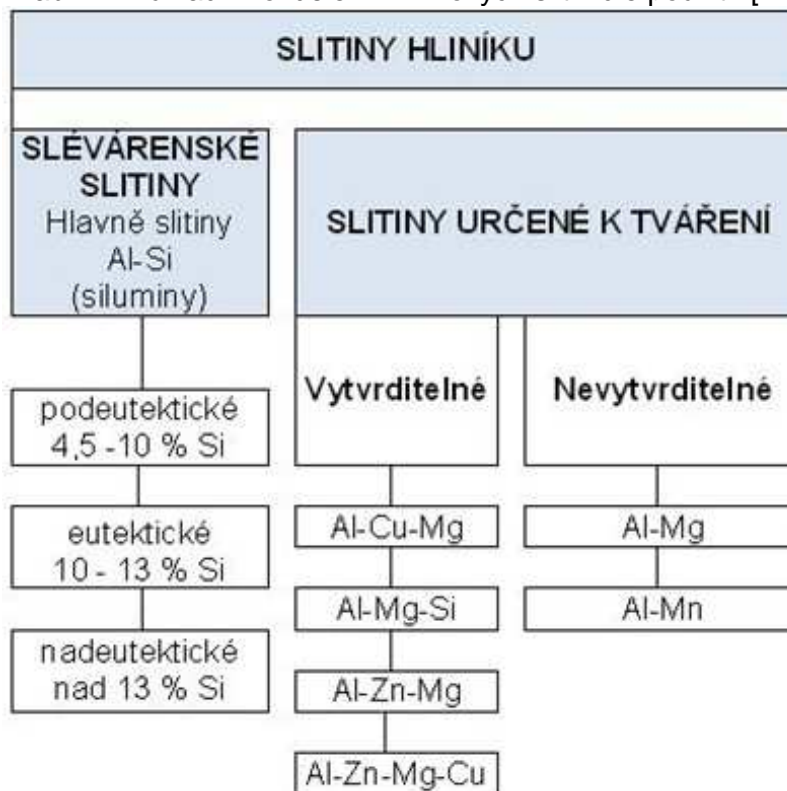 SLITINY HLINÍKU
SLÉVÁRENSKÉ
SLITINY
Hlavně slitiny
Al-Si
(siluminy)
podeutektické
4,5 -10 % Si
eutektické
10 - 13 % Si
nadeutektické
nad 13 % Si
SLITINY URČENÉ K TVÁŘENÍ
Vytvrditelné
Al-Cu-Mg
Al-Mg-Si
Al-Zn-Mg
Al-Zn-Mg-Cu
Nevytvrditelné
Al-Mg
Al-Mn